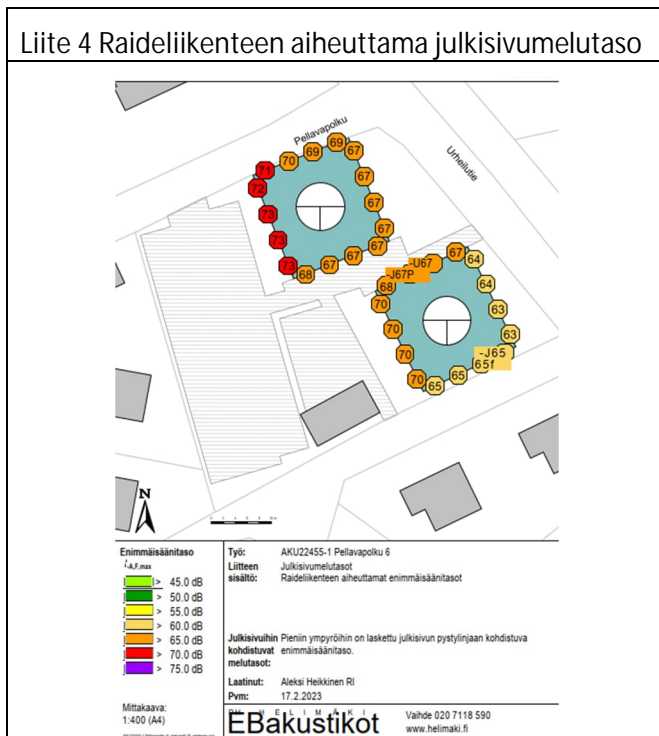 Liite 4 Raideliikenteen aiheuttama julkisivumelutaso
Pellavapolku
Urheilutie
71 70 69 69 67
72 67
73 67
73 67
73 68 67 67 67
-U67 67 64
-J67P
68 64
70 63
70 63
70 -J65
65f
70 65 65
N
Enimmäisäänitaso
L A,F,max
> 45.0 dB
> 50.0 dB
> 55.0 dB
> 60.0 dB
> 65.0 dB
> 70.0 dB
> 75.0 dB
Mittakaava:
1:400 (A4)
Työ: AKU22455-1 Pellavapolku 6
Liitteen Julkisivumelutasot
sisältö: Raideliikenteen aiheuttamat enimmäisäänitasot
Julkisivuihin Pieniin ympyröihin on laskettu julkisivun pystylinjaan kohdistuva
kohdistuvat enimmäisäänitaso.
melutasot:
Laatinut: Aleksi Heikkinen RI
Pvm: 17.2.2023
HELIMÄKI
EBakustikot
Vaihde 020 7118 590
www.helimaki.fi